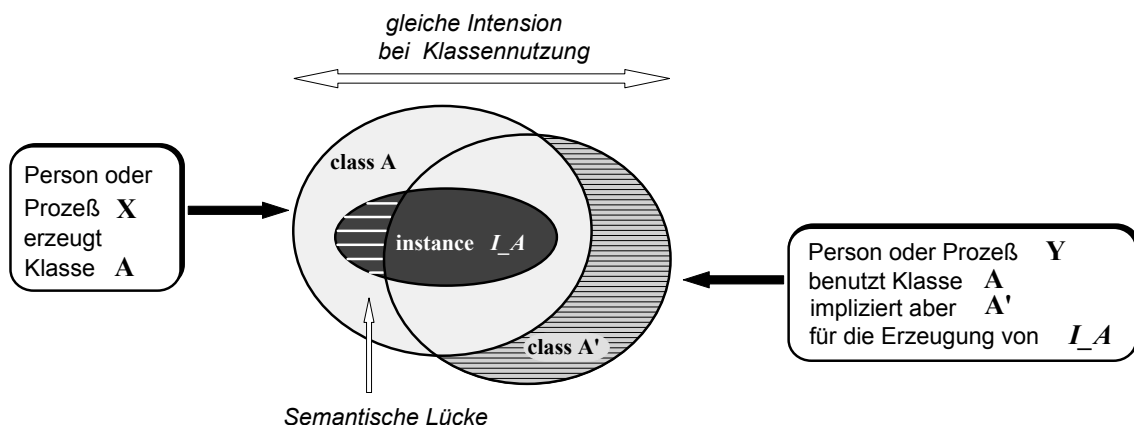 gleiche Intension
bei Klassennutzung
class A
Person oder
Prozeß X
erzeugt
Klasse A
instance I_A
Person oder Prozeß Y
benutzt Klasse A
impliziert aber A'
für die Erzeugung von I_A
class A'
Semantische Lücke